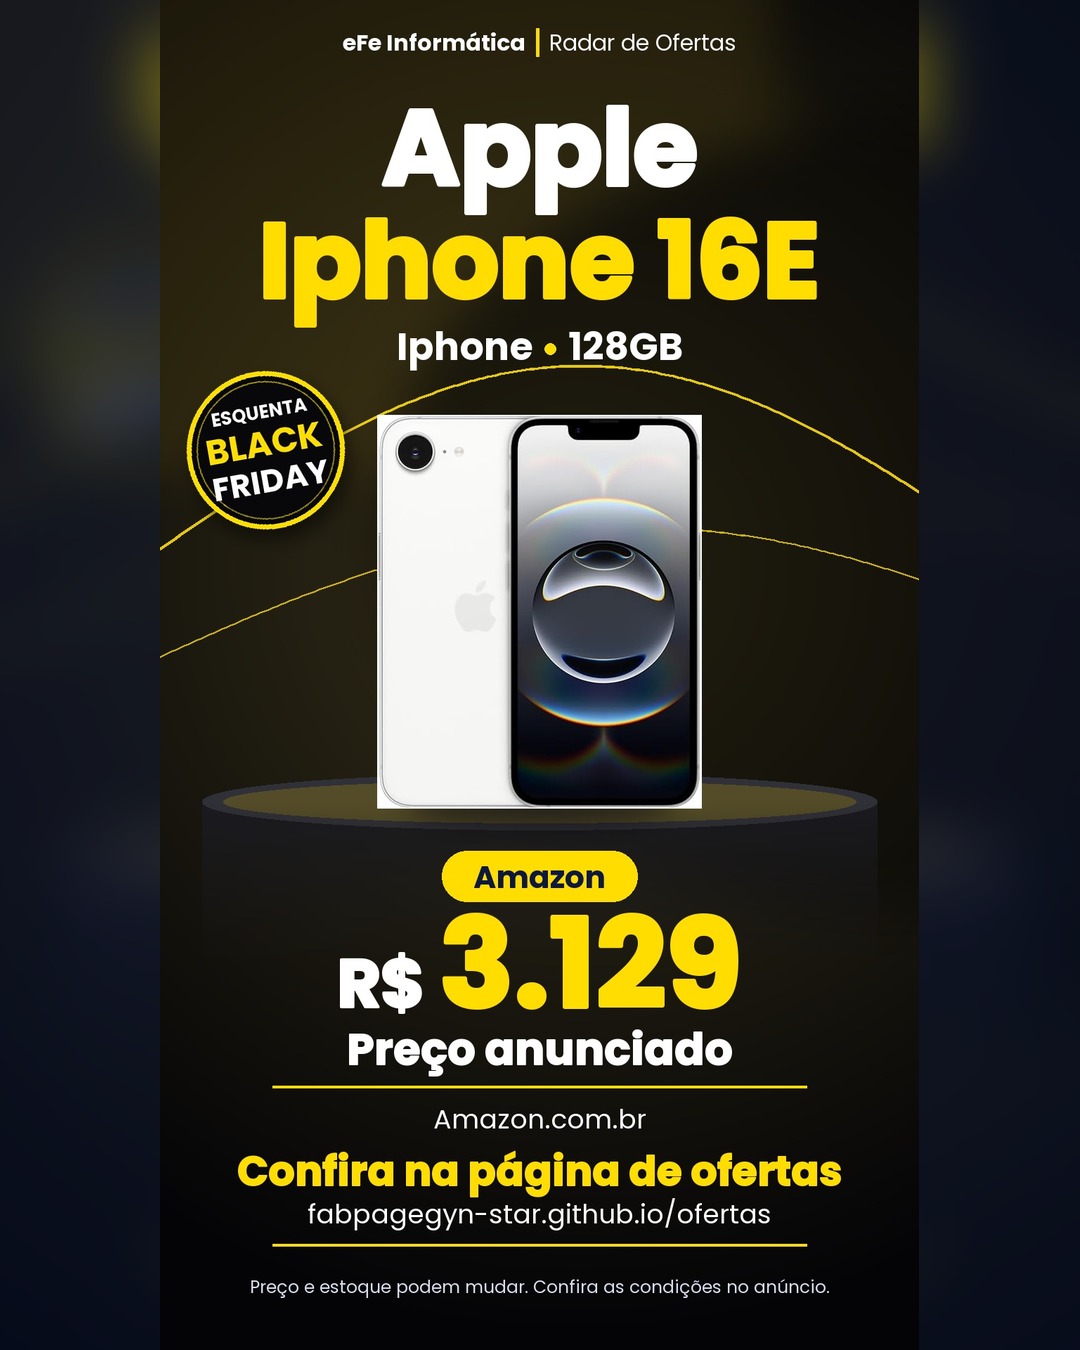 eFe Informática | Radar de Ofertas
Apple
Iphone 16E
Iphone • 128GB
ESQUENTA
BLACK
FRIDAY
Amazon
R$ 3.129
Preço anunciado
Amazon.com.br
Confira na página de ofertas
fabpagegyn-star.github.io/ofertas
Preço e estoque podem mudar. Confira as condições no anúncio.